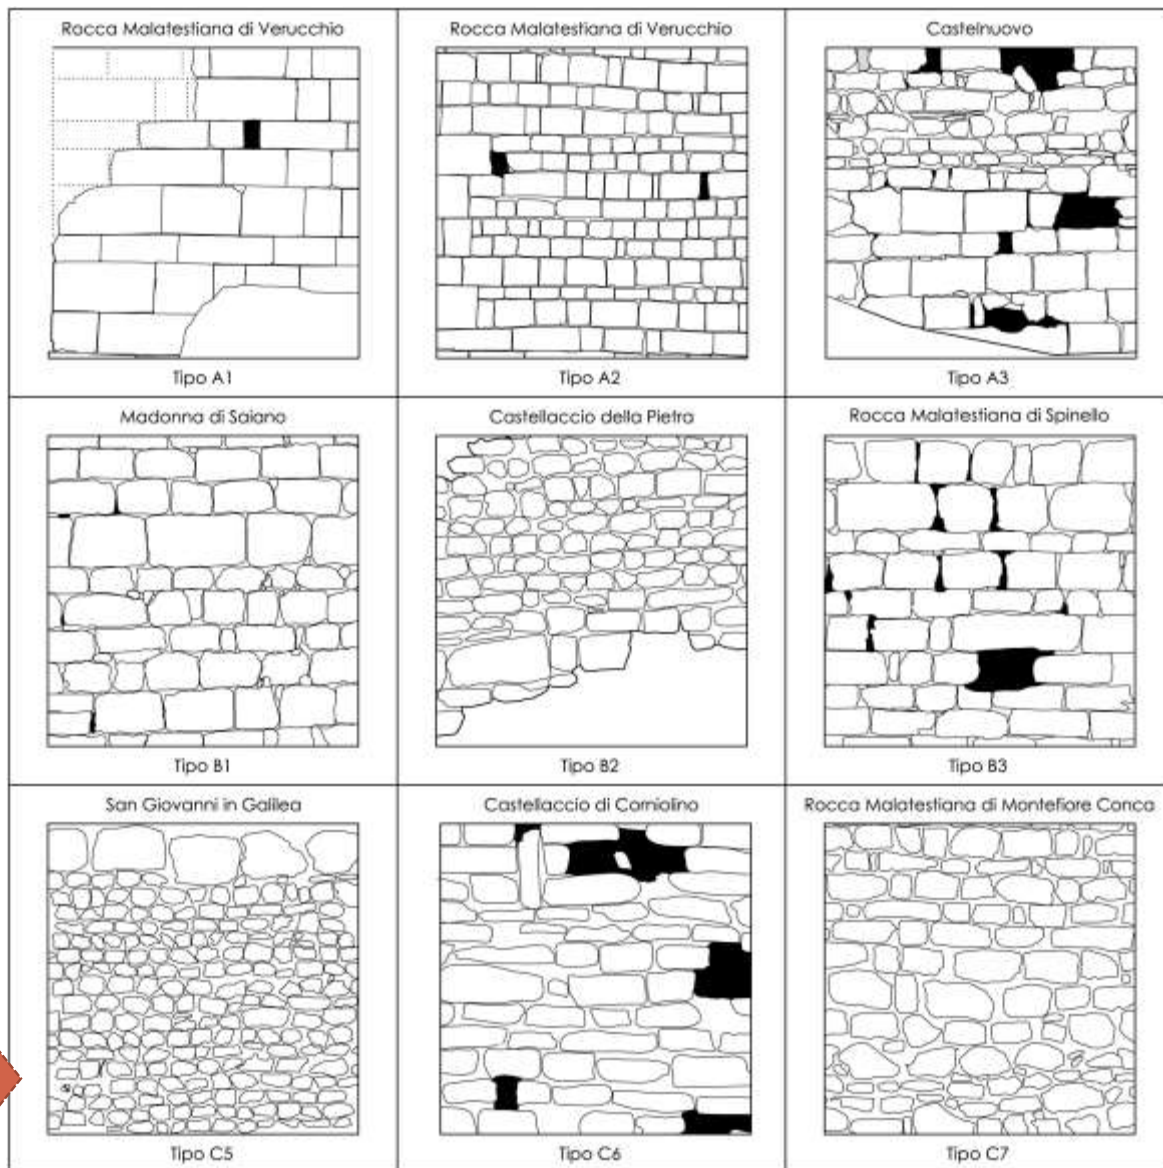 Rocca Malatestiana di Verucchio
Rocca Malatestiana di Verucchio
Castelnuovo
Tipo A1
Tipo A2
Tipo A3
Madonna di Saiano
Castellaccio della Pietra
Rocca Malatestiana di Spinello
Tipo B1
Tipo B2
Tipo B3
San Giovanni in Galilea
Castellaccio di Corniolino
Rocca Malatestiana di Montefiore Conca
Tipo C5
Tipo C6
Tipo C7